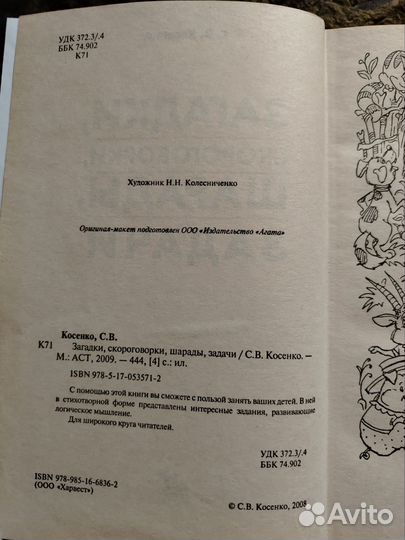 УДК 372.3/.4
ББК 74.902
К71
Художник Н.Н. Колесниченко
Оригинал-макет подготовлен ООО «Издательство «Агата»
Косенко, С.В.
К71 Загадки, скороговорки, шарады, задачи / С.В. Косенко. —
М.: АСТ, 2009. — 444, [4] с.: ил.
ISBN 978-5-17-053571-2
С помощью этой книги вы сможете с пользой занять ваших детей. В ней
в стихотворной форме представлены интересные задания, развивающие
логическое мышление.
Для широкого круга читателей.
УДК 372.3/.4
ББК 74.902
ISBN 978-985-16-6836-2
(ООО «Харвест»)
© С.В. Косенко, 2008
Avito